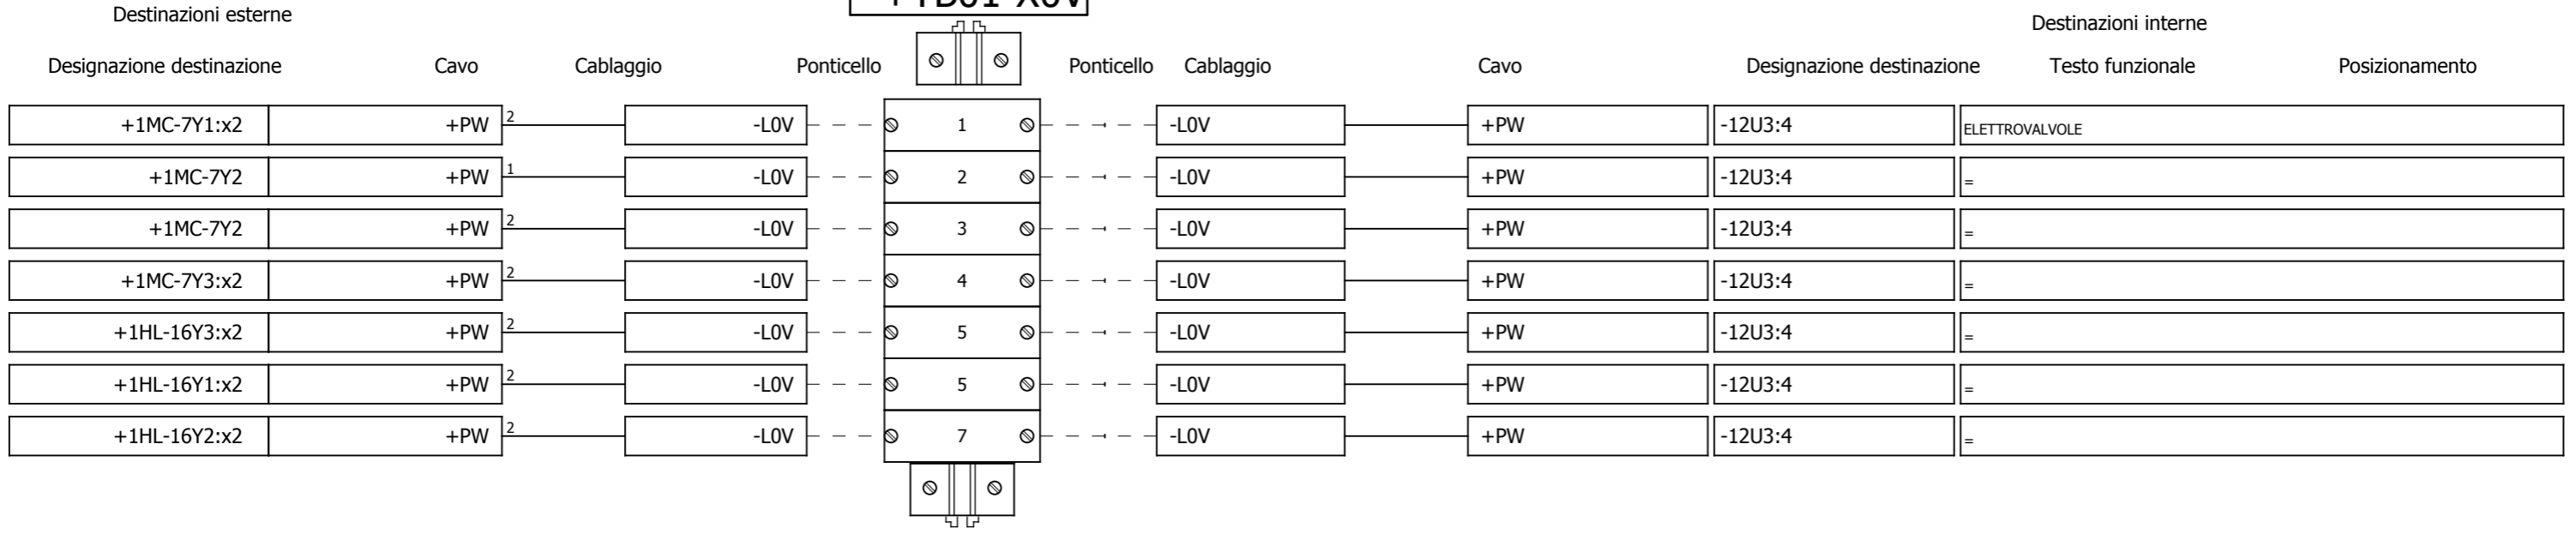 Destinazioni esterne
Destinazioni interne
Designazione destinazione Cavo Cablaggio Ponticello Ponticello Cablaggio Cavo Designazione destinazione Testo funzionale Posizionamento
+1MC-7Y1:x2 +PW 2 -L0V 1 -L0V +PW -12U3:4 ELETTROVALVOLE
+1MC-7Y2 +PW 1 -L0V 2 -L0V +PW -12U3:4 =
+1MC-7Y2 +PW 2 -L0V 3 -L0V +PW -12U3:4 =
+1MC-7Y3:x2 +PW 2 -L0V 4 -L0V +PW -12U3:4 =
+1HL-16Y3:x2 +PW 2 -L0V 5 -L0V +PW -12U3:4 =
+1HL-16Y1:x2 +PW 2 -L0V 5 -L0V +PW -12U3:4 =
+1HL-16Y2:x2 +PW 2 -L0V 7 -L0V +PW -12U3:4 =